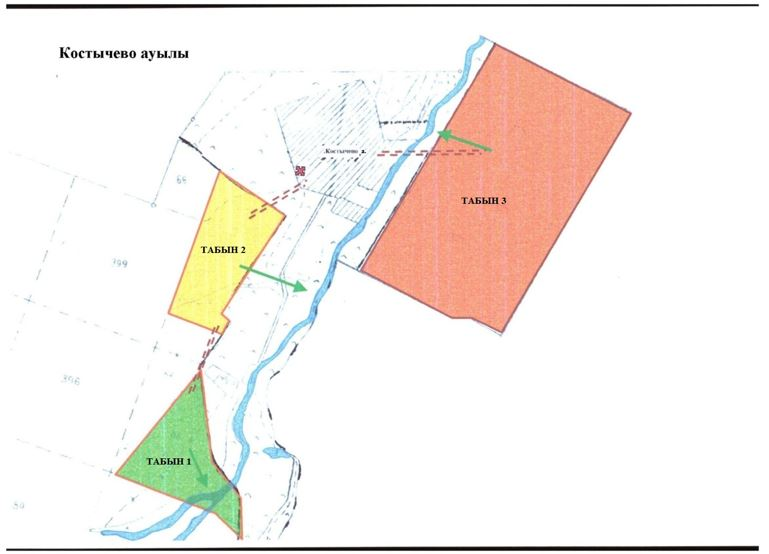 Костычево ауылы
Костычево а.
ТАБЫН 3
ТАБЫН 2
399
396
ТАБЫН 1